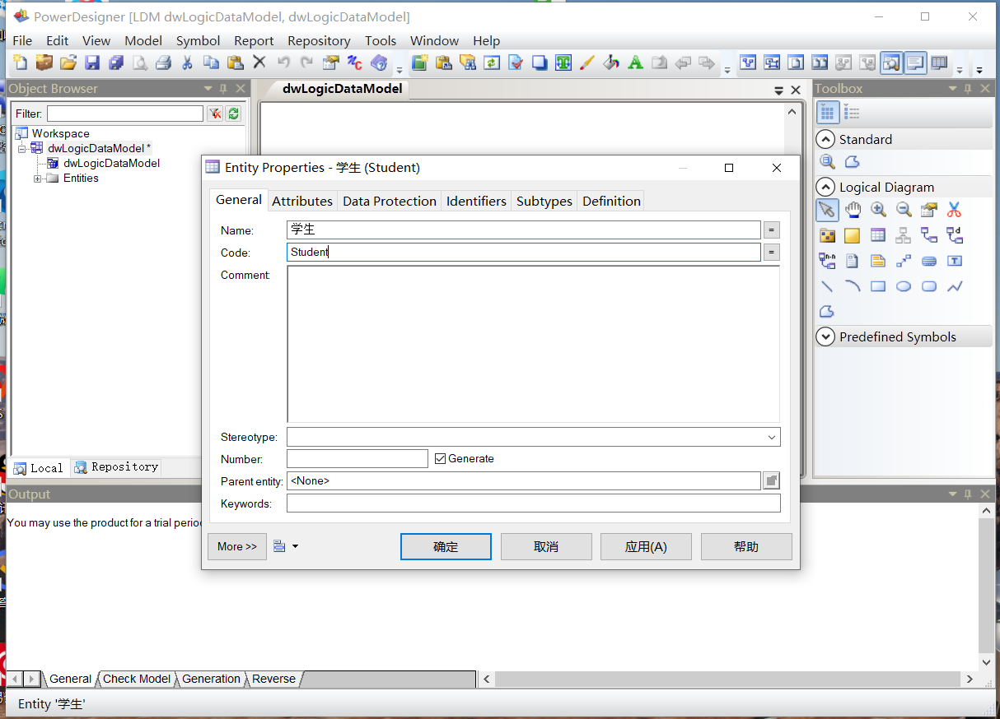 PowerDesigner [LDM dwLogicDataModel, dwLogicDataModel]
File Edit View Model Symbol Report Repository Tools Window Help
Object Browser
dwLogicDataModel
Toolbox
Filter:
Workspace
dwLogicDataModel *
dwLogicDataModel
Entities
Standard
Logical Diagram
Predefined Symbols
Entity Properties - 学生 (Student)
General Attributes Data Protection Identifiers Subtypes Definition
Name: 学生 =
Code: Student =
Comment:
Stereotype:
Number: Generate
Parent entity: <None>
Keywords:
More >> 确定 取消 应用(A) 帮助
Local Repository
Output
You may use the product for a trial period
General Check Model Generation Reverse
Entity '学生'